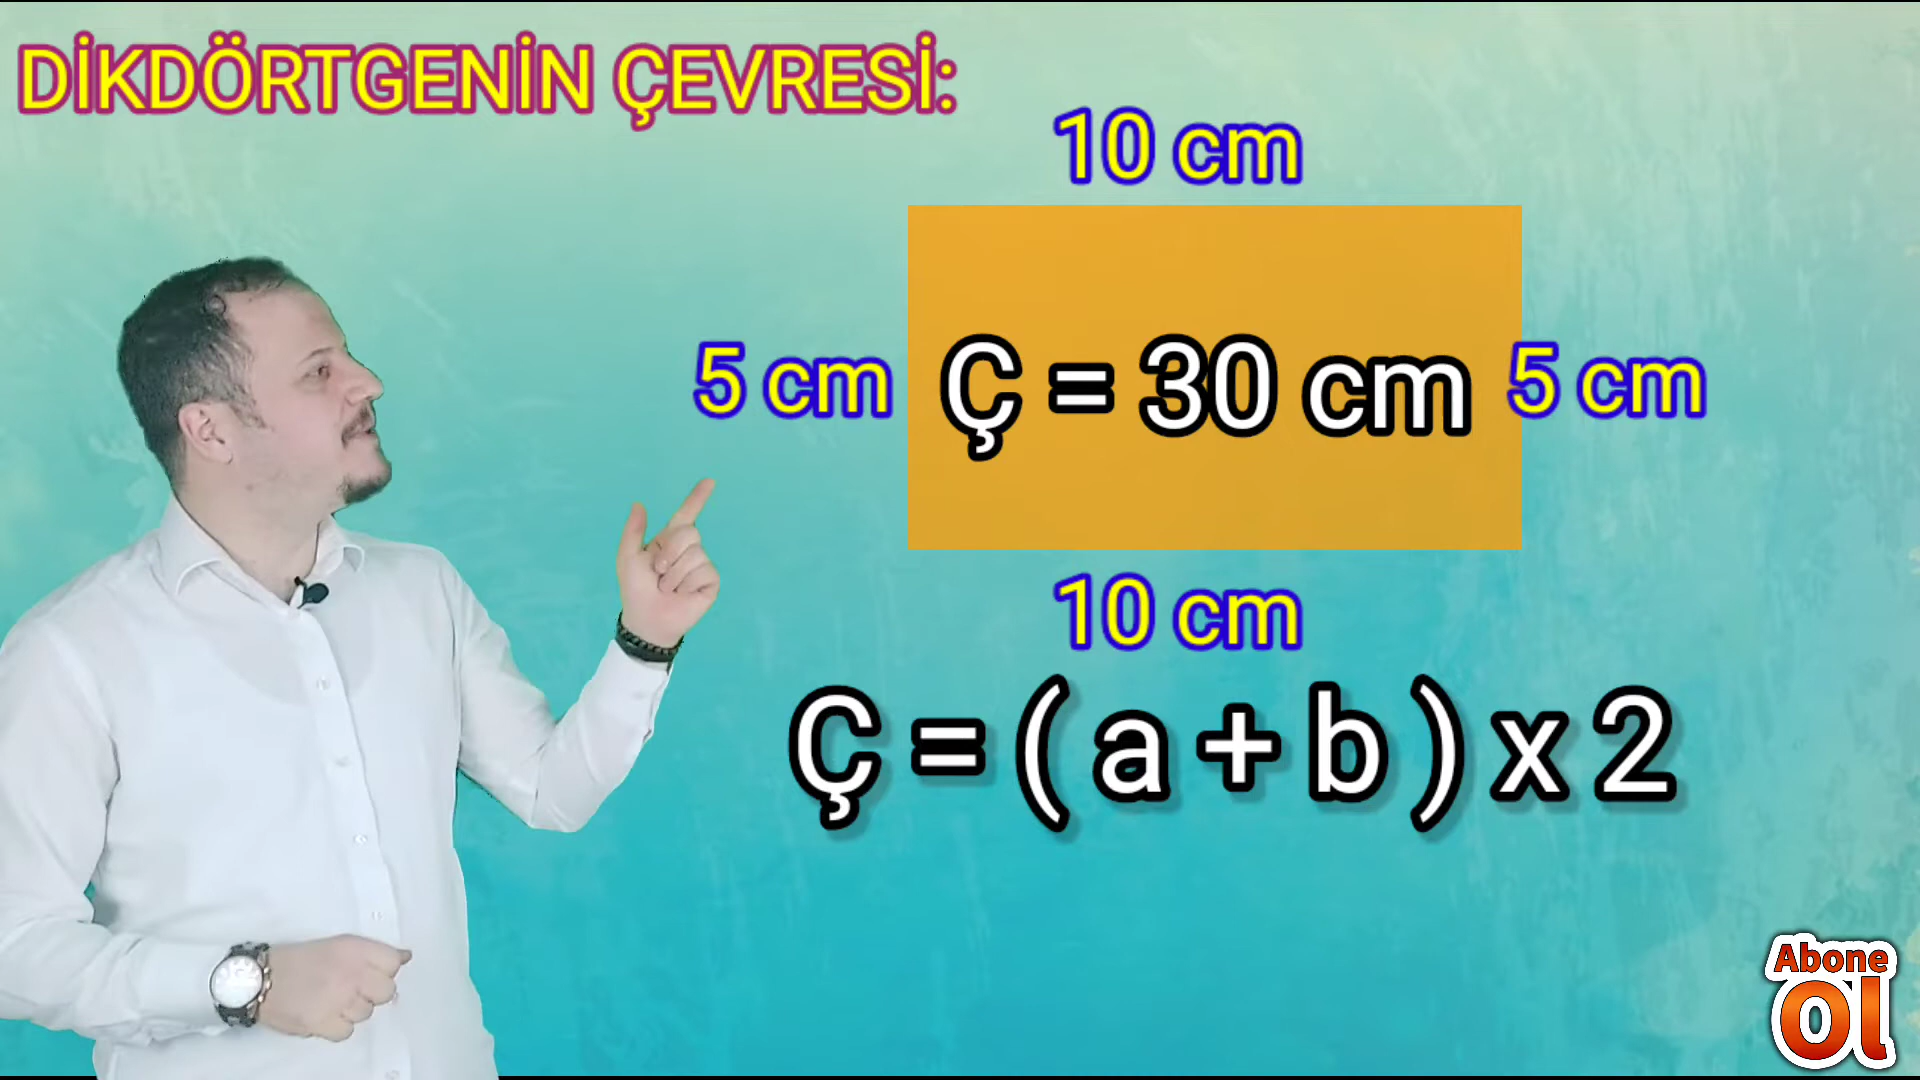 DİKDÖRTGENİN ÇEVRESİ:
10 cm
5 cm
Ç = 30 cm
5 cm
10 cm
Ç = ( a + b ) x 2
Abone
Ol